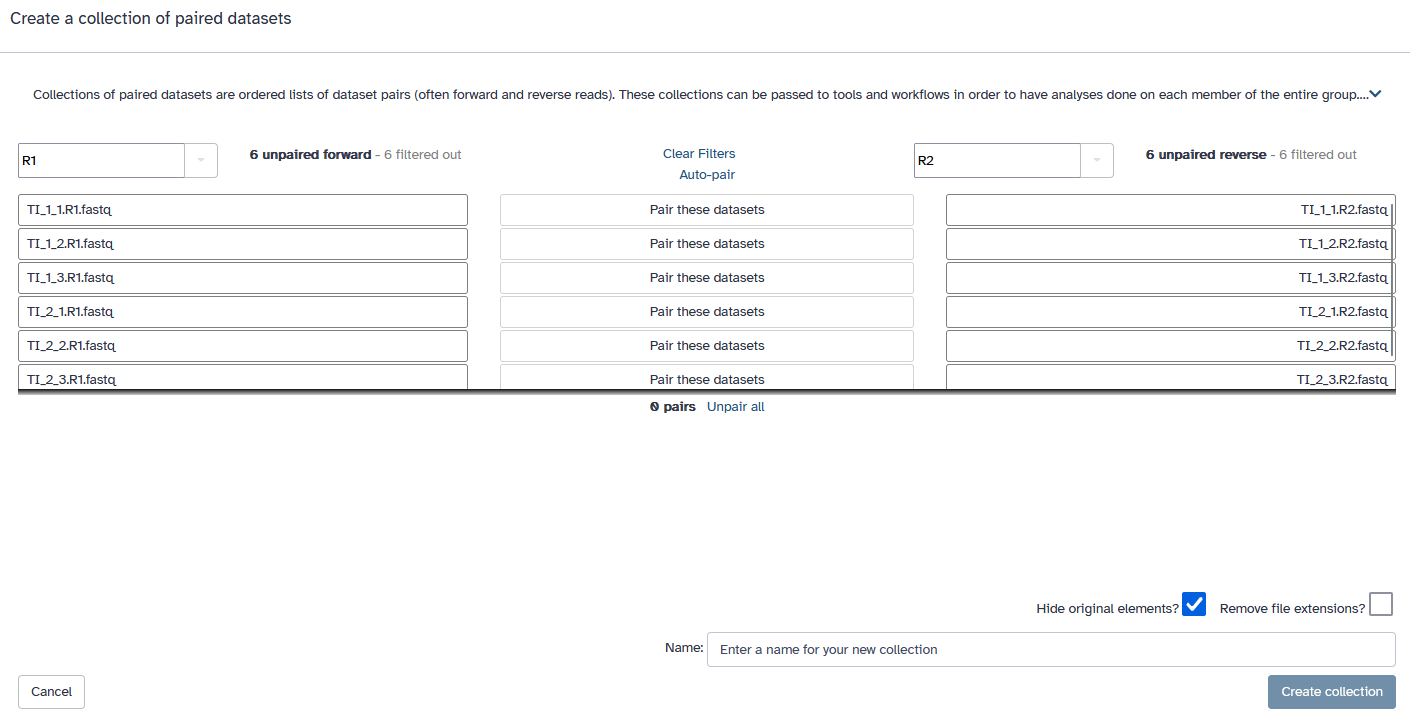 Create a collection of paired datasets
Collections of paired datasets are ordered lists of dataset pairs (often forward and reverse reads). These collections can be passed to tools and workflows in order to have analyses done on each member of the entire group....
R1 6 unpaired forward - 6 filtered out Clear Filters R2 6 unpaired reverse - 6 filtered out
Auto-pair
TI_1_1.R1.fastq Pair these datasets TI_1_1.R2.fastq
TI_1_2.R1.fastq Pair these datasets TI_1_2.R2.fastq
TI_1_3.R1.fastq Pair these datasets TI_1_3.R2.fastq
TI_2_1.R1.fastq Pair these datasets TI_2_1.R2.fastq
TI_2_2.R1.fastq Pair these datasets TI_2_2.R2.fastq
TI_2_3.R1.fastq Pair these datasets TI_2_3.R2.fastq
0 pairs Unpair all
Hide original elements? Remove file extensions?
Name: Enter a name for your new collection
Cancel Create collection